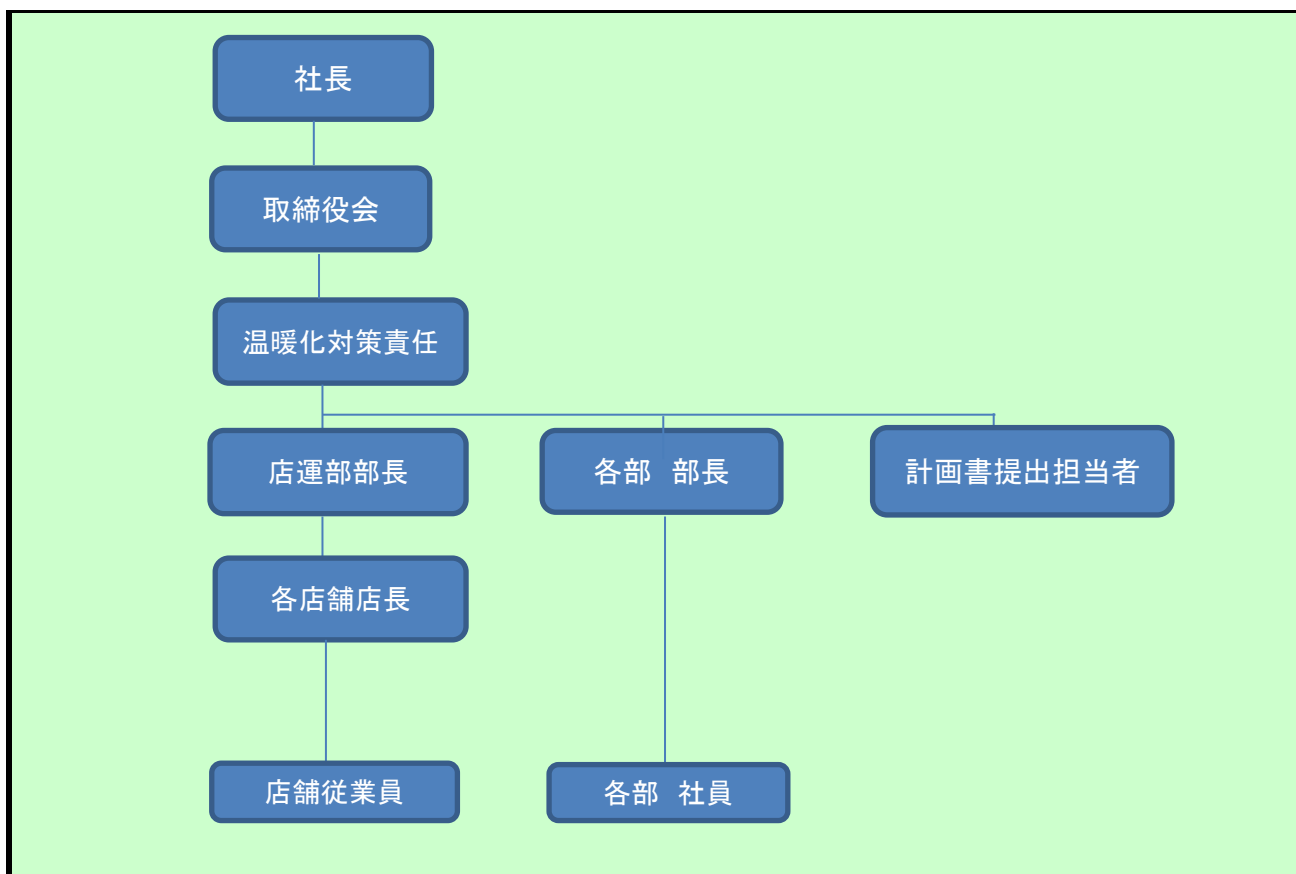 社長
取締役会
温暖化対策責任
店運部部長
各部　部長
計画書提出担当者
各店舗店長
店舗従業員
各部　社員